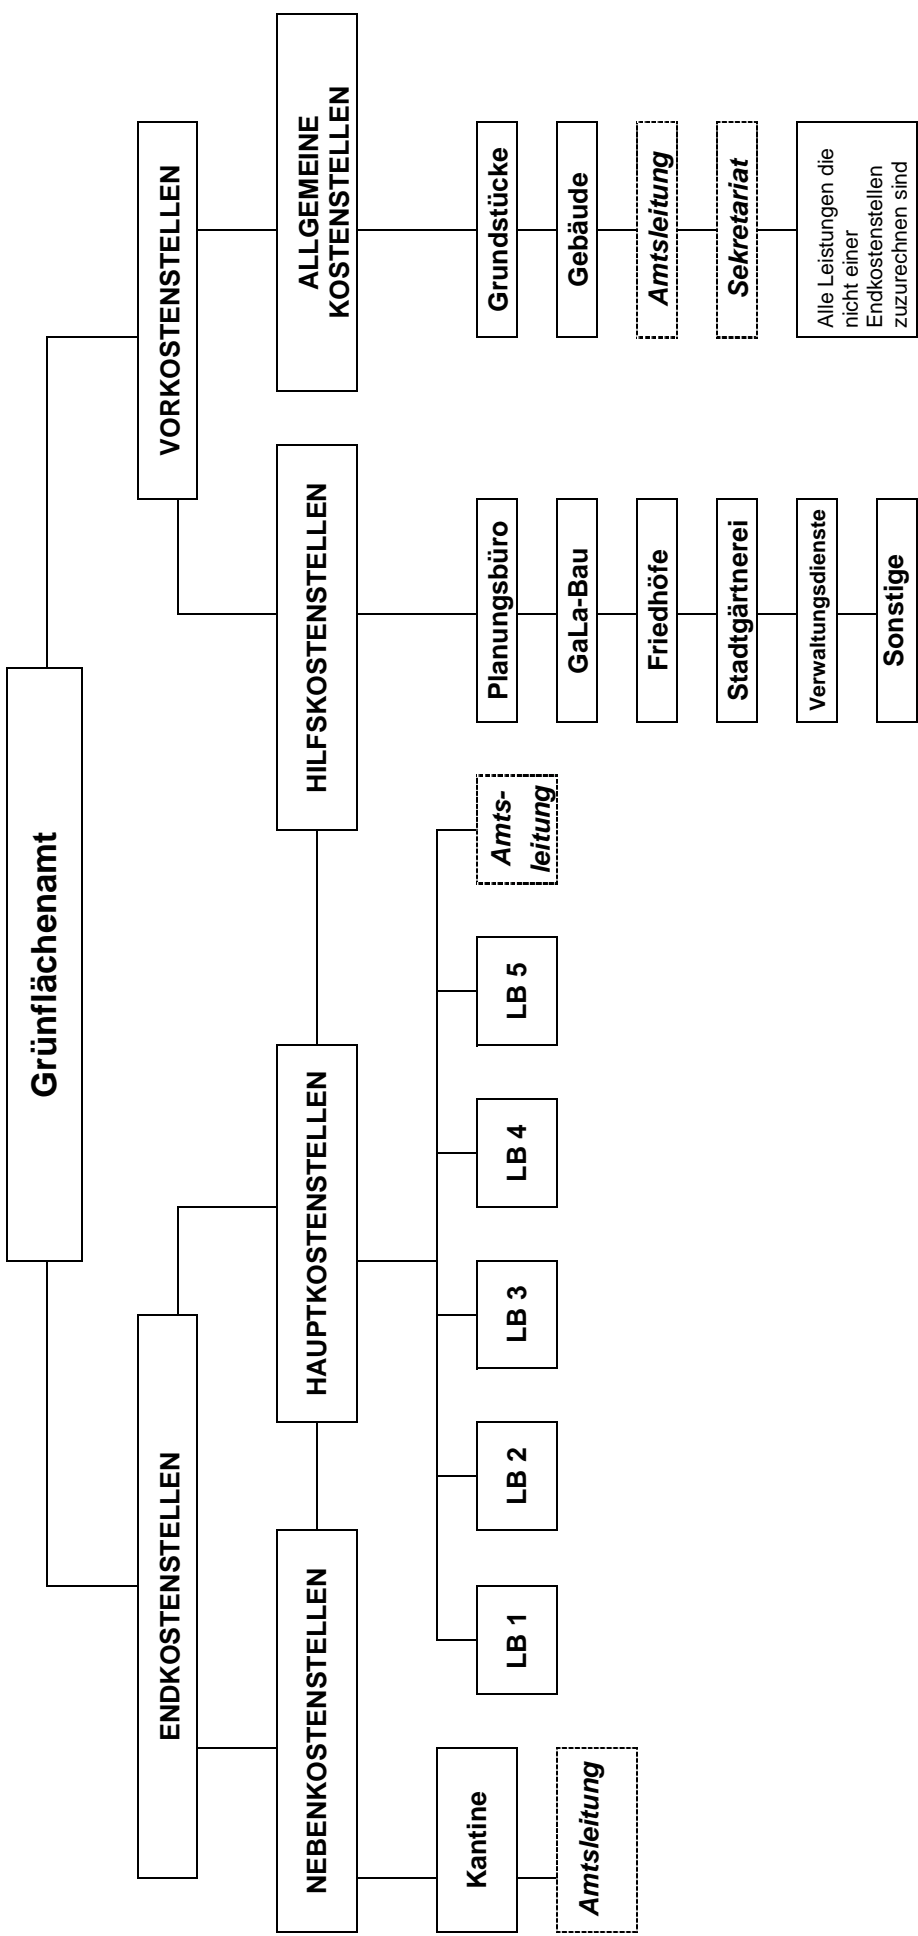 Grünflächenamt
ENDKOSTENSTELLEN
VORKOSTENSTELLEN
NEBENKOSTENSTELLEN
HAUPTKOSTENSTELLEN
HILFSKOSTENSTELLEN
ALLGEMEINE
KOSTENSTELLEN
Kantine
Amtsleitung
LB 1
LB 2
LB 3
LB 4
LB 5
Amts-
leitung
Planungsbüro
GaLa-Bau
Friedhöfe
Stadtgärtnerei
Verwaltungsdienste
Sonstige
Grundstücke
Gebäude
Amtsleitung
Sekretariat
Alle Leistungen die
nicht einer
Endkostenstellen
zuzurechnen sind